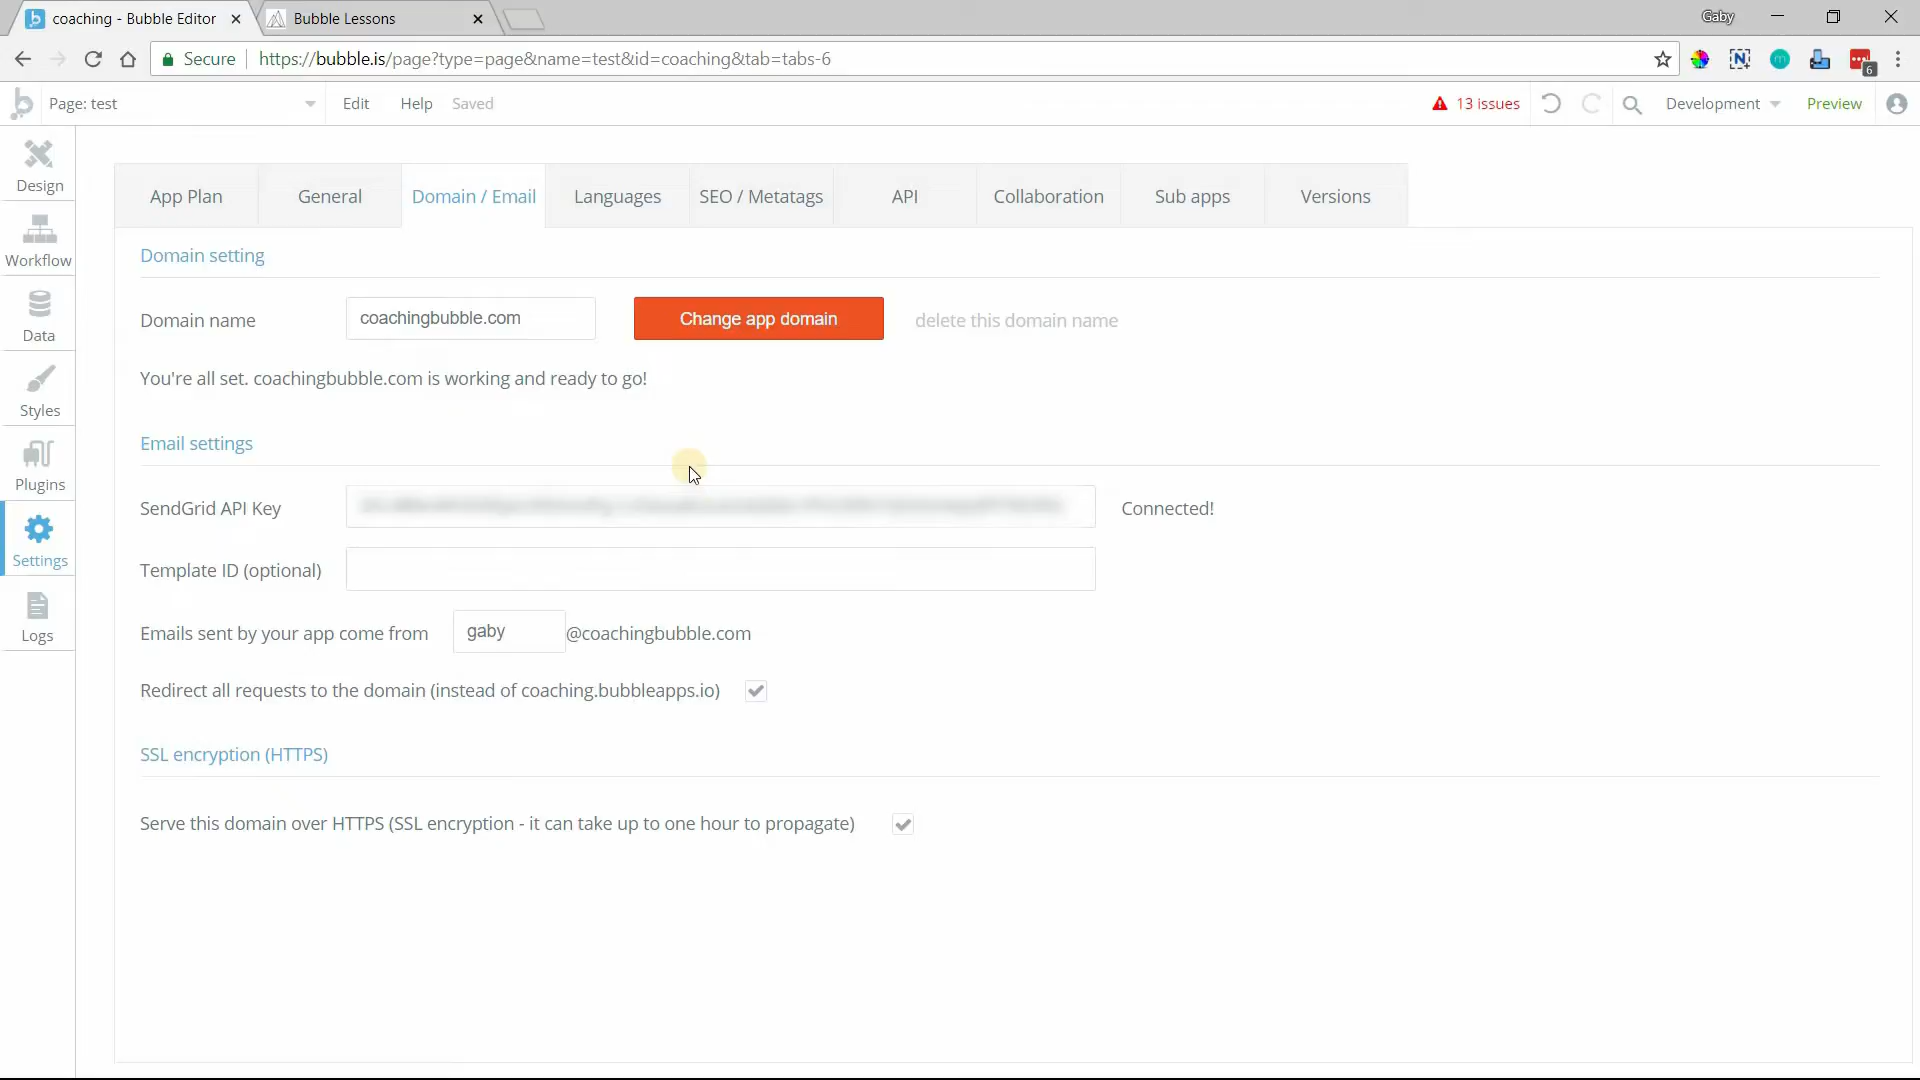 coaching - Bubble Editor
Bubble Lessons
Gaby
Secure
https://bubble.is/page?type=page&name=test&id=coaching&tab=tabs-6
6
Page: test
Edit
Help
Saved
13 issues
Development
Preview
Design
Workflow
Data
Styles
Plugins
Settings
Logs
App Plan
General
Domain / Email
Languages
SEO / Metatags
API
Collaboration
Sub apps
Versions
Domain setting
Domain name
coachingbubble.com
Change app domain
delete this domain name
You're all set. coachingbubble.com is working and ready to go!
Email settings
SendGrid API Key
Connected!
Template ID (optional)
Emails sent by your app come from
gaby
@coachingbubble.com
Redirect all requests to the domain (instead of coaching.bubbleapps.io)
SSL encryption (HTTPS)
Serve this domain over HTTPS (SSL encryption - it can take up to one hour to propagate)